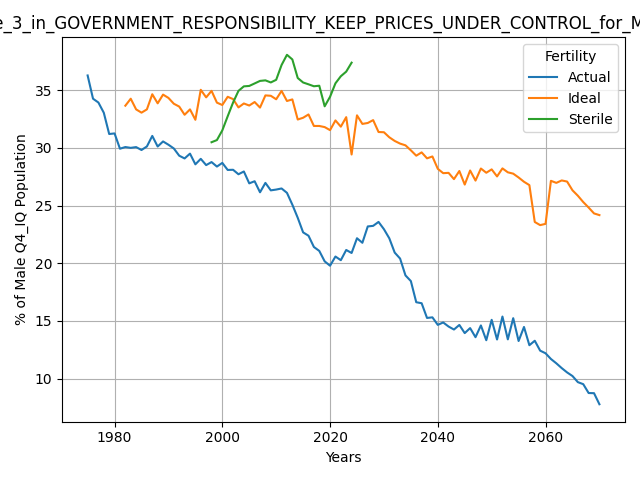 e_3_in_GOVERNMENT_RESPONSIBILITY_KEEP_PRICES_UNDER_CONTROL_for_M
Fertility
Actual
Ideal
Sterile
% of Male Q4_IQ Population
35
30
25
20
15
10
1980
2000
2020
2040
2060
Years